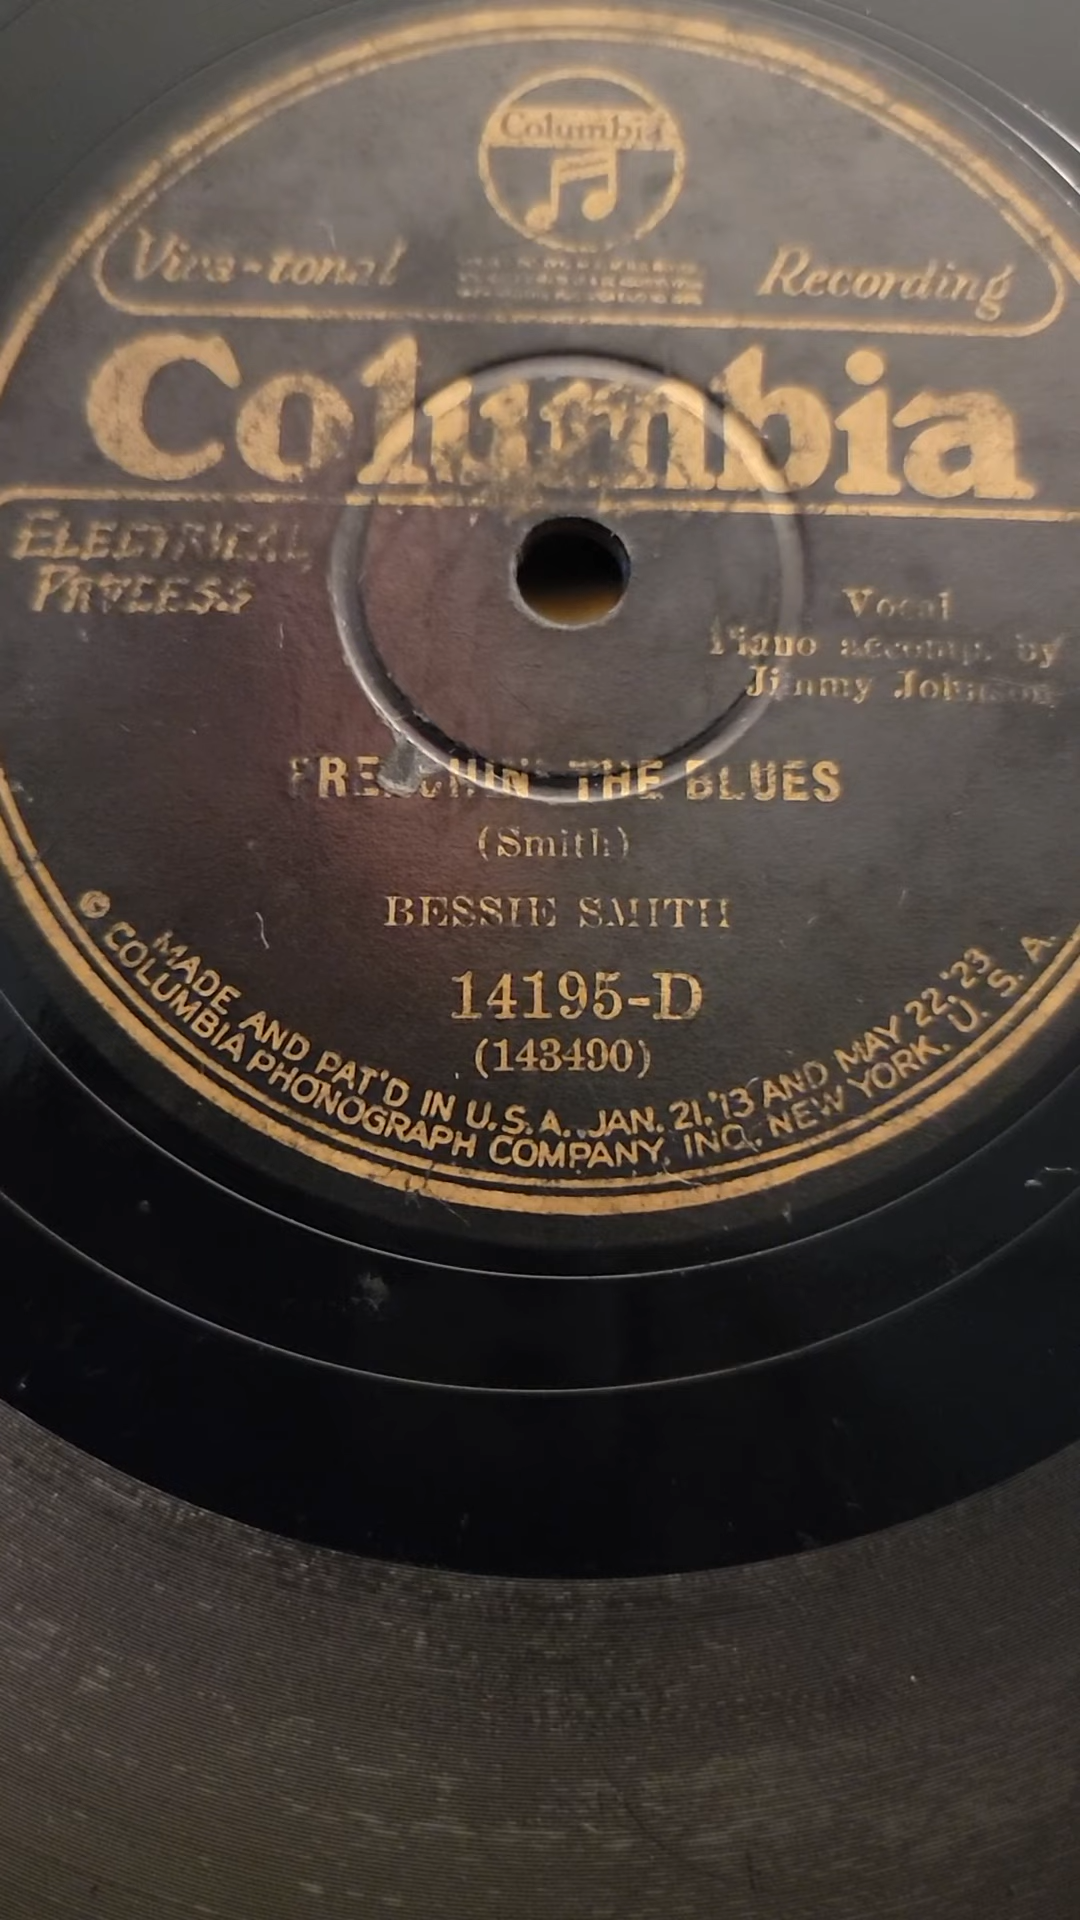 Columbia
Viva-tonal Recording
Columbia
ELECTRICAL
PROCESS
Vocal
Piano accomp. by
Jimmy Johnson
PREACHIN' THE BLUES
(Smith)
BESSIE SMITH
14195-D
(143490)
MADE AND PAT'D IN U.S.A. JAN. 21,'13 AND MAY 22,'23
© COLUMBIA PHONOGRAPH COMPANY, INC. NEW YORK, U.S.A.